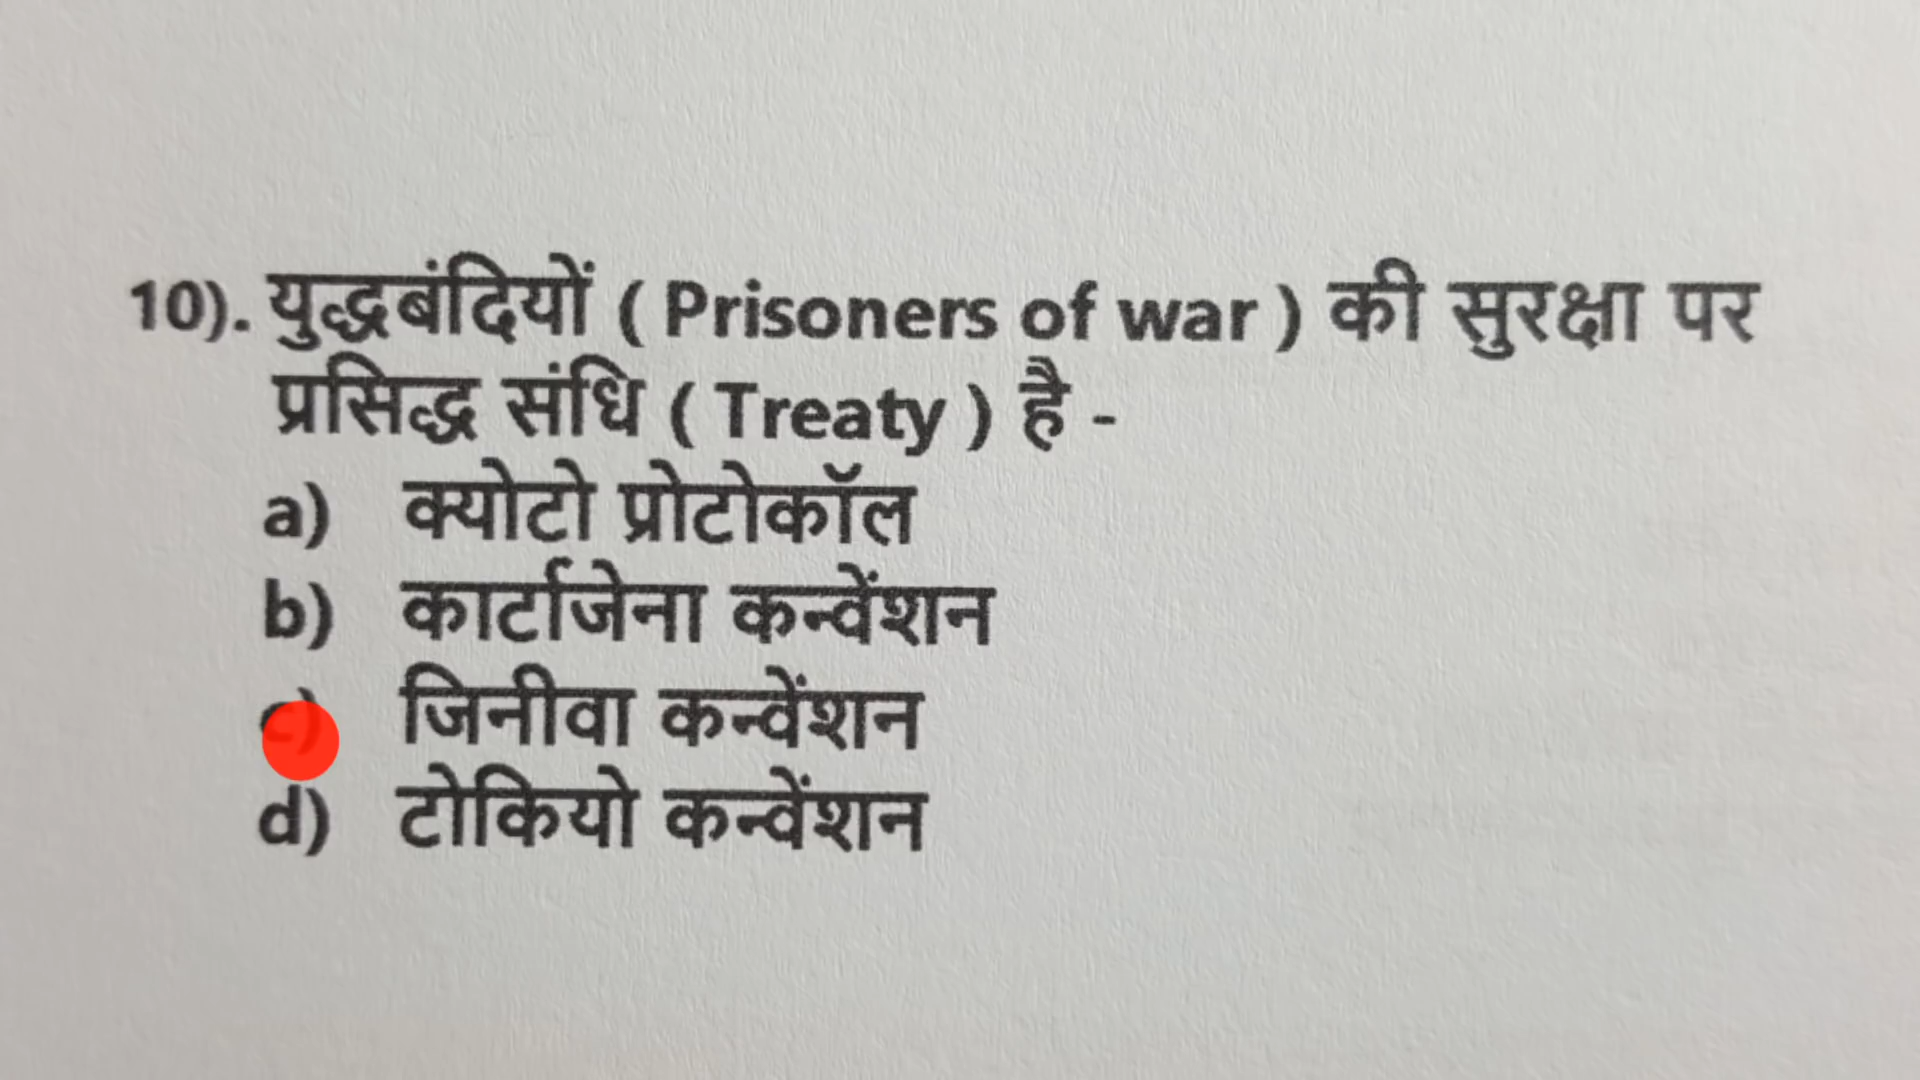 10). युद्धबंदियों ( Prisoners of war ) की सुरक्षा पर
प्रसिद्ध संधि ( Treaty ) है -
a) क्योटो प्रोटोकॉल
b) कार्टाजेना कन्वेंशन
c) जिनीवा कन्वेंशन
d) टोकियो कन्वेंशन